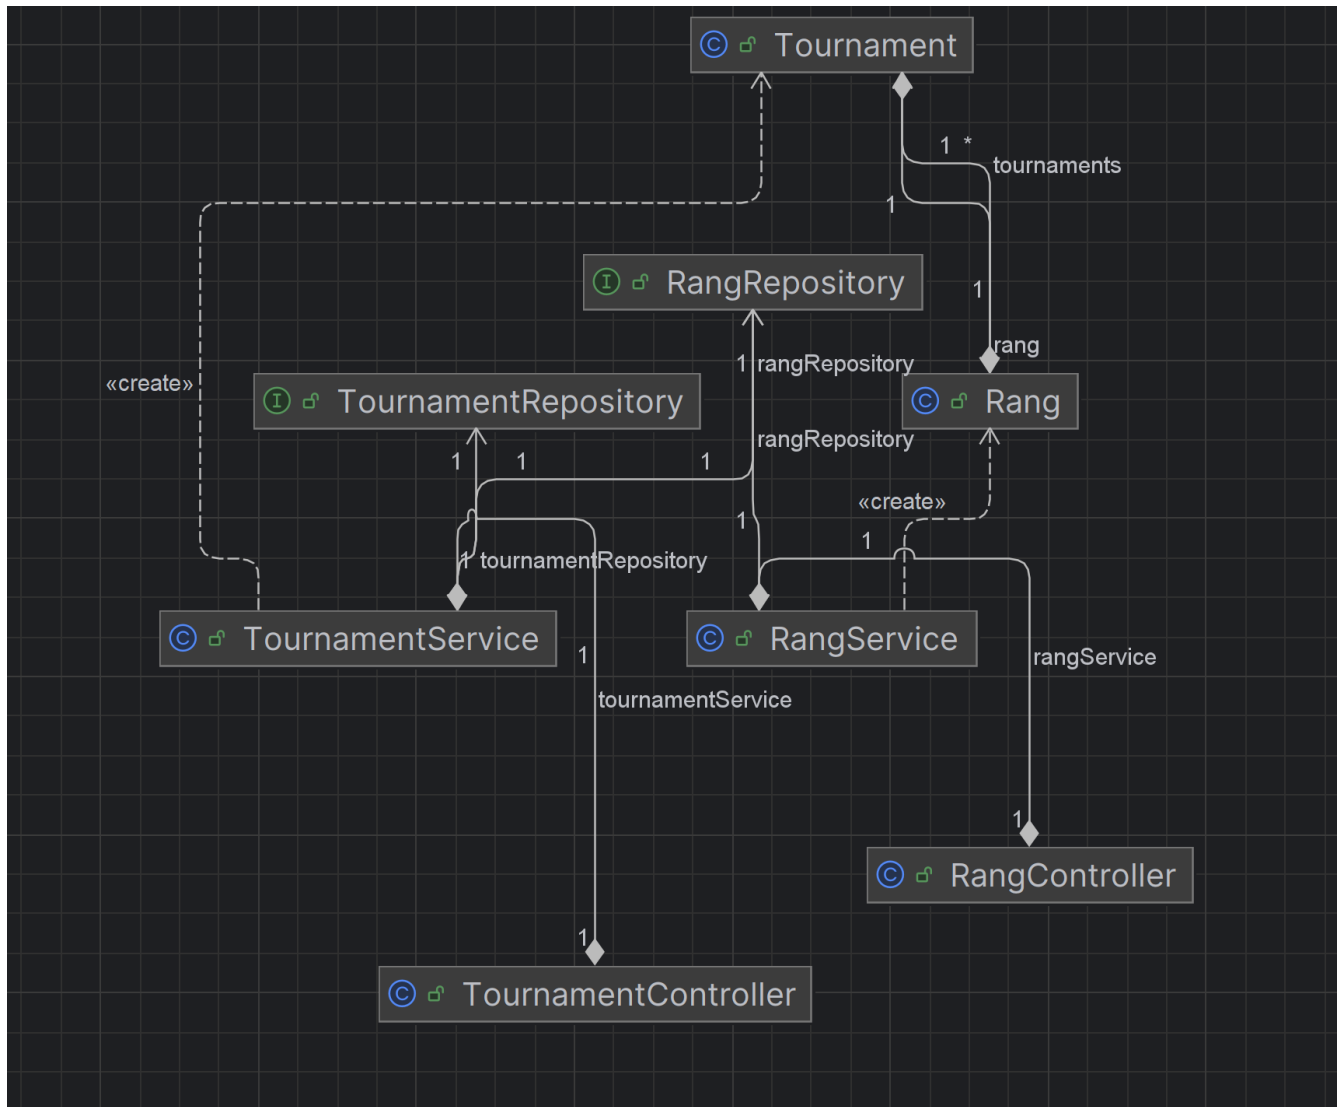 Tournament
1 *
tournaments
1
RangRepository
1
rang
1 rangRepository
«create»
TournamentRepository
Rang
rangRepository
1
1
1
«create»
1
1
1 tournamentRepository
TournamentService
RangService
1
rangService
tournamentService
1
RangController
1
TournamentController